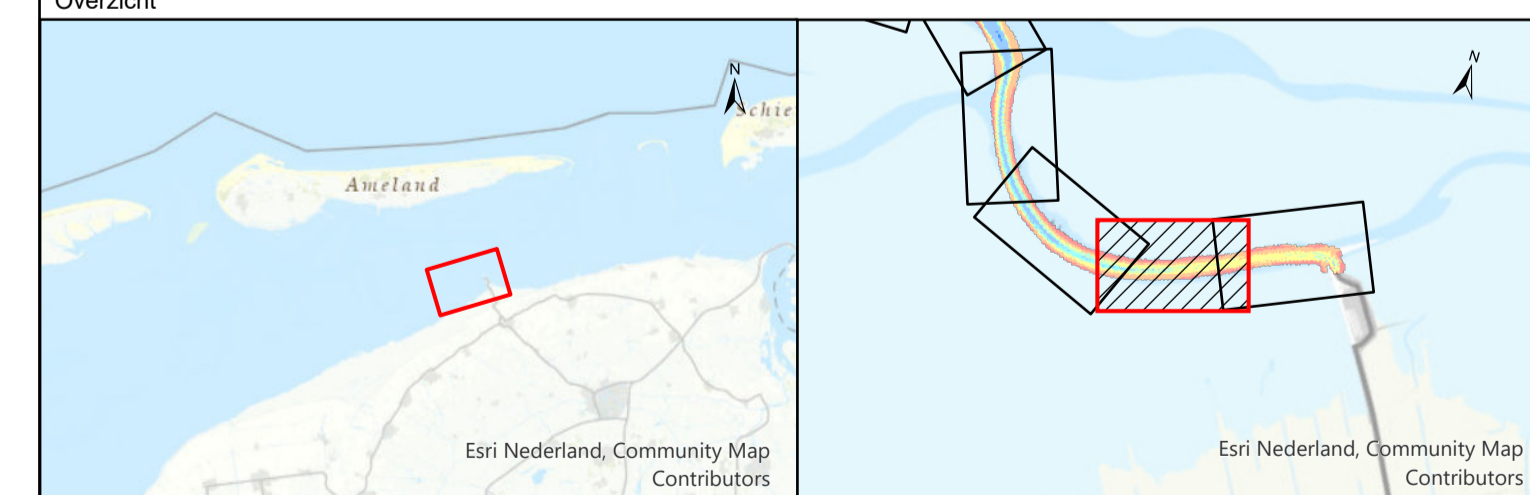 Overzicht
N
Schie
Ameland
Esri Nederland, Community Map
Contributors
N
Esri Nederland, Community Map
Contributors